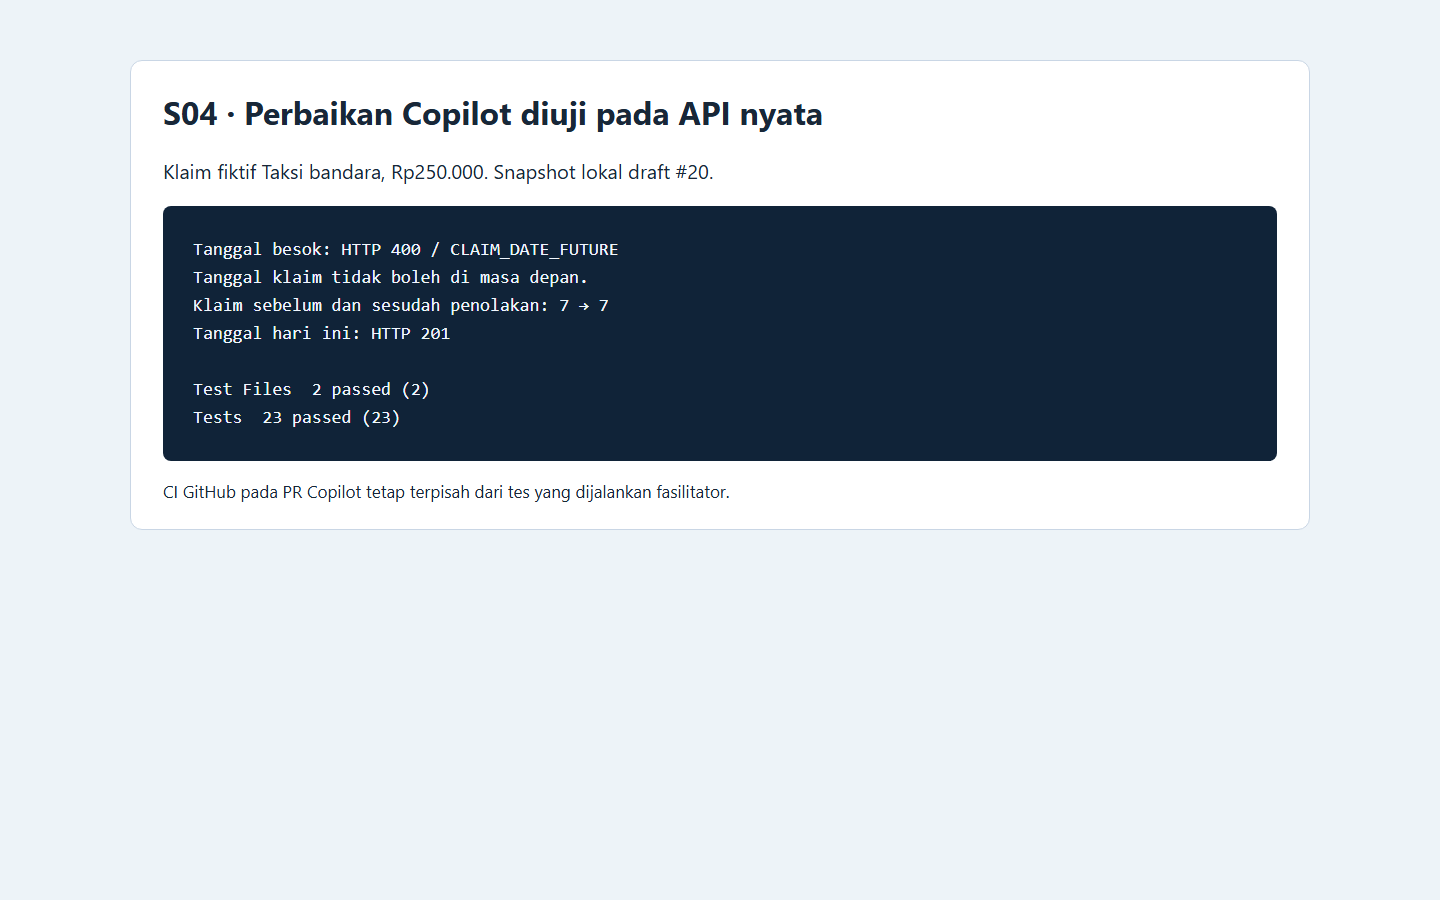 S04 · Perbaikan Copilot diuji pada API nyata
Klaim fiktif Taksi bandara, Rp250.000. Snapshot lokal draft #20.
Tanggal besok: HTTP 400 / CLAIM_DATE_FUTURE
Tanggal klaim tidak boleh di masa depan.
Klaim sebelum dan sesudah penolakan: 7 → 7
Tanggal hari ini: HTTP 201
Test Files  2 passed (2)
Tests  23 passed (23)
CI GitHub pada PR Copilot tetap terpisah dari tes yang dijalankan fasilitator.